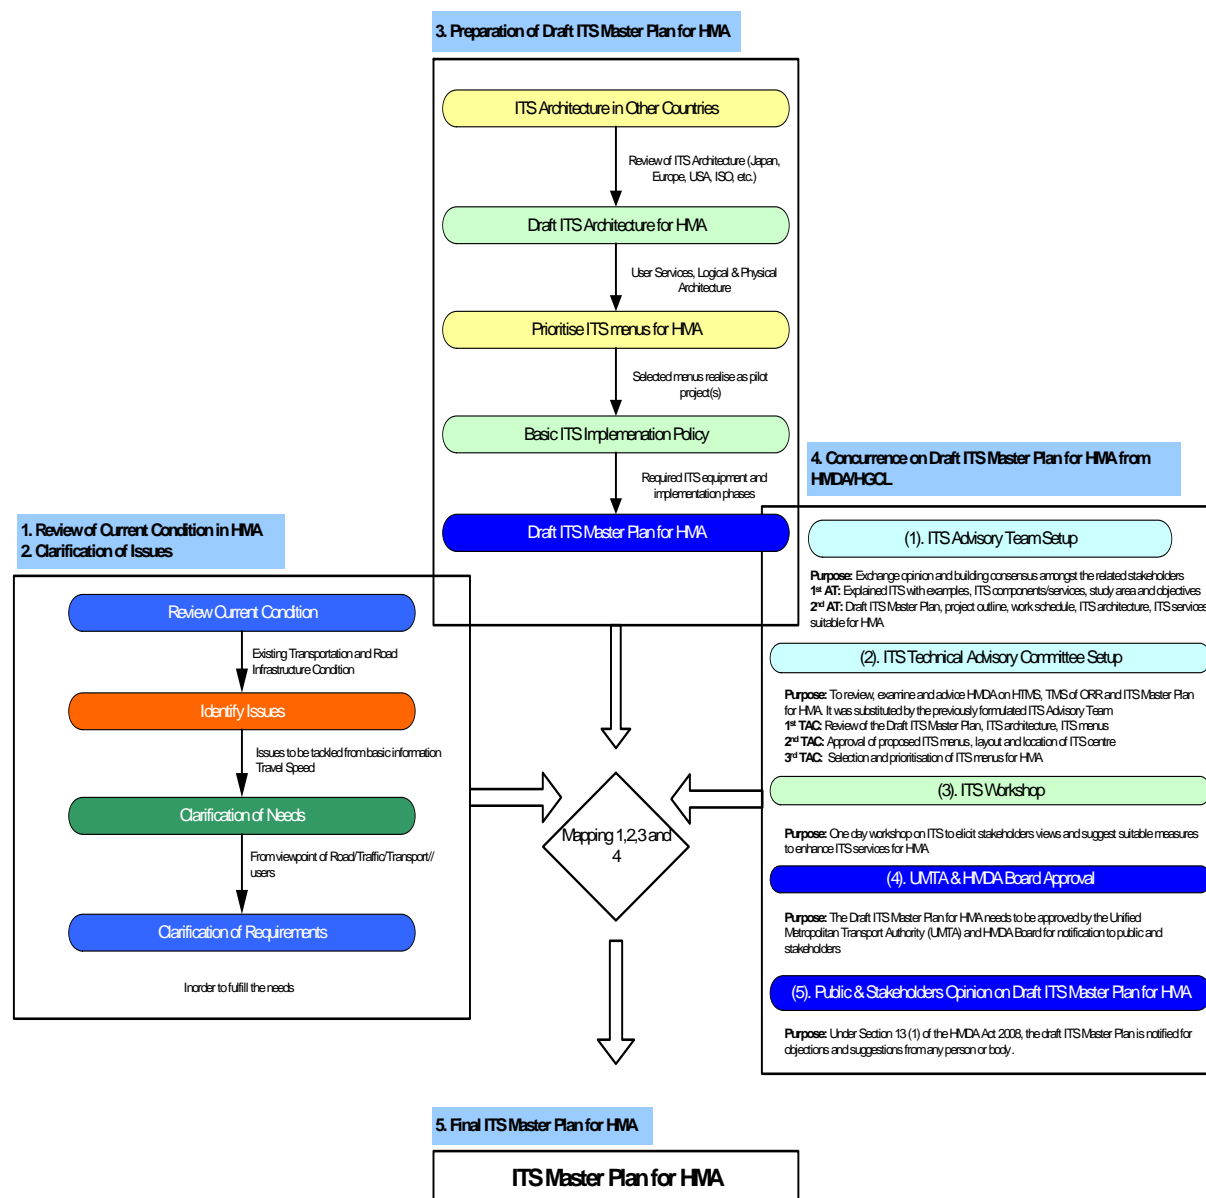 3. Preparation of Draft ITS Master Plan for HMA
ITS Architecture in Other Countries
Review of ITS Architecture (Japan,
Europe, USA, ISO, etc.)
Draft ITS Architecture for HMA
User Services, Logical & Physical
Architecture
Prioritise ITS menus for HMA
Selected menus realise as pilot
project(s)
Basic ITS Implemenation Policy
Required ITS equipment and
implementation phases
Draft ITS Master Plan for HMA
1. Review of Current Condition in HMA
2. Clarification of Issues
Review Current Condition
Existing Transportation and Road
Infrastructure Condition
Identify Issues
Issues to be tackled from basic information
Travel Speed
Clarification of Needs
From viewpoint of Road/Traffic/Transport//
users
Clarification of Requirements
Inorder to fulfill the needs
Mapping 1,2,3 and
4
4. Concurrence on Draft ITS Master Plan for HMA from
HMDA/HGCL
(1). ITS Advisory Team Setup
Purpose: Exchange opinion and building consensus amongst the related stakeholders
1st AT: Explained ITS with examples, ITS components/services, study area and objectives
2nd AT: Draft ITS Master Plan, project outline, work schedule, ITS architecture, ITS services
suitable for HMA
(2). ITS Technical Advisory Committee Setup
Purpose: To review, examine and advice HMDA on HTMS, TMS of ORR and ITS Master Plan
for HMA. It was substituted by the previously formulated ITS Advisory Team
1st TAC: Review of the Draft ITS Master Plan, ITS architecture, ITS menus
2nd TAC: Approval of proposed ITS menus, layout and location of ITS centre
3rd TAC: Selection and prioritisation of ITS menus for HMA
(3). ITS Workshop
Purpose: One day workshop on ITS to elicit stakeholders views and suggest suitable measures
to enhance ITS services for HMA
(4). UMTA & HMDA Board Approval
Purpose: The Draft ITS Master Plan for HMA needs to be approved by the Unified
Metropolitan Transport Authority (UMTA) and HMDA Board for notification to public and
stakeholders
(5). Public & Stakeholders Opinion on Draft ITS Master Plan for HMA
Purpose: Under Section 13 (1) of the HMDA Act 2008, the draft ITS Master Plan is notified for
objections and suggestions from any person or body.
5. Final ITS Master Plan for HMA
ITS Master Plan for HMA